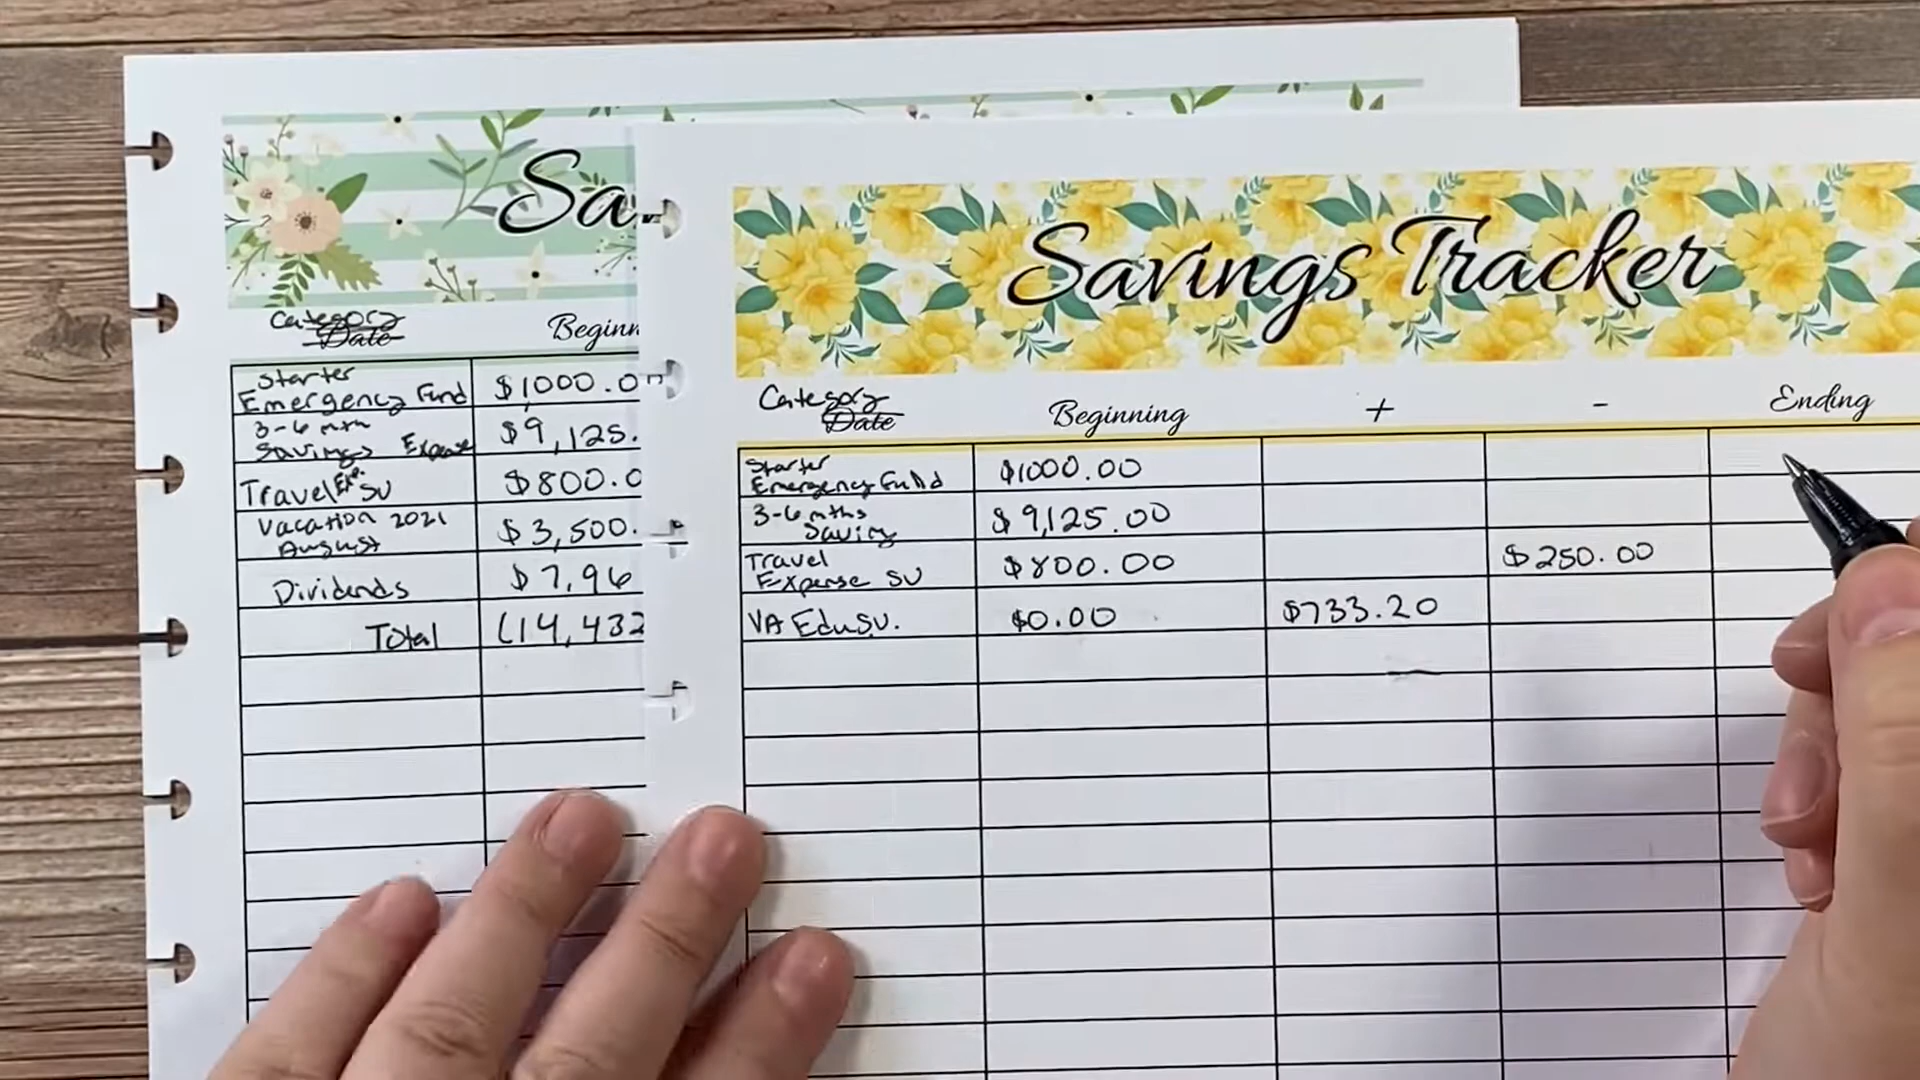 Sa
Category
Date
Beginn
Starter
Emergency Fund
$1000.0
3-6 mth
Savings Expense
$9,125.
Travel Exp. SV
$800.0
Vacation 2021
August
$3,500.
Dividends
$7,96
Total
(14,432
Savings Tracker
Category
Date
Beginning
+
-
Ending
Starter
Emergency Fund
$1000.00
3-6 mths
Saving
$9,125.00
Travel
Expense SV
$800.00
$250.00
VA Edu SV.
$0.00
$733.20